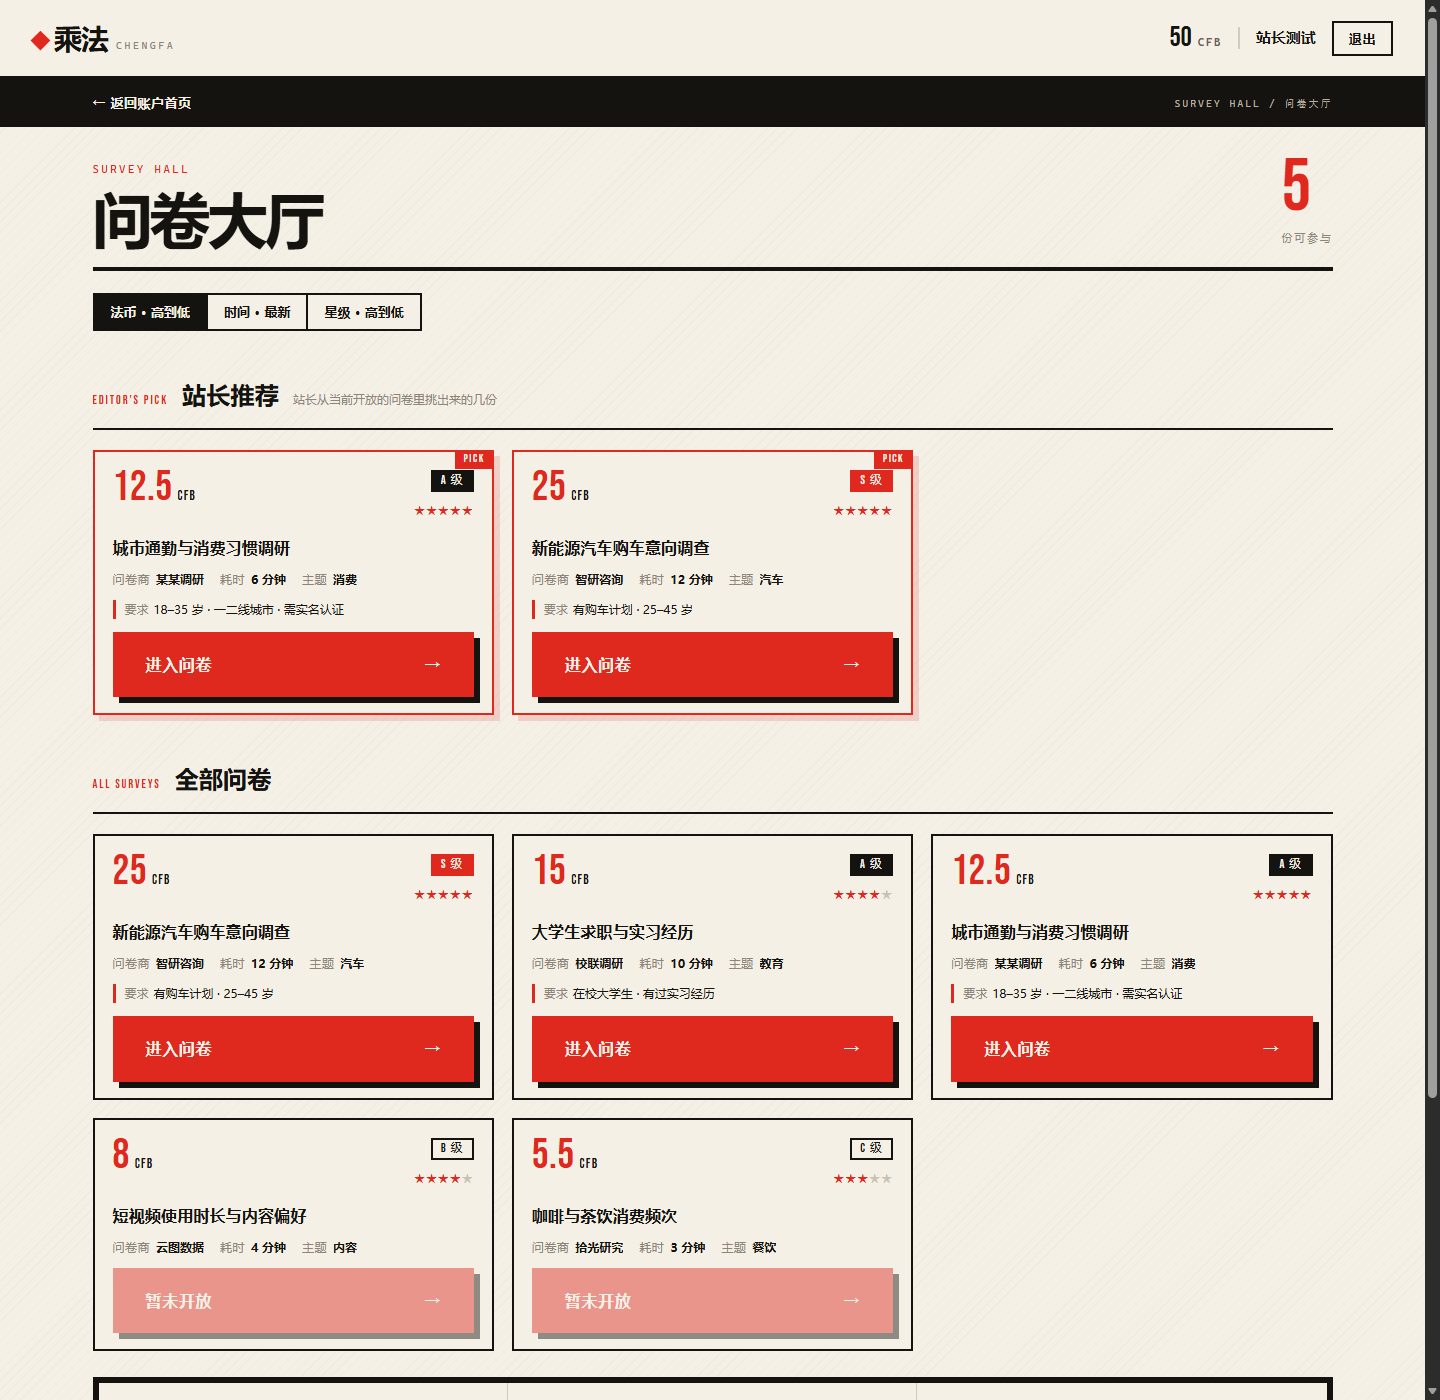 乘法 CHENGFA
50 CFB 站长测试 退出
← 返回账户首页
SURVEY HALL / 问卷大厅
SURVEY HALL
问卷大厅
5
份可参与
法币 • 高到低
时间 • 最新
星级 • 高到低
EDITOR'S PICK 站长推荐 站长从当前开放的问卷里挑出来的几份
PICK
12.5 CFB
A 级
★★★★★
城市通勤与消费习惯调研
问卷商 某某调研 耗时 6 分钟 主题 消费
要求 18–35 岁 · 一二线城市 · 需实名认证
进入问卷 →
PICK
25 CFB
S 级
★★★★★
新能源汽车购车意向调查
问卷商 智研咨询 耗时 12 分钟 主题 汽车
要求 有购车计划 · 25–45 岁
进入问卷 →
ALL SURVEYS 全部问卷
25 CFB
S 级
★★★★★
新能源汽车购车意向调查
问卷商 智研咨询 耗时 12 分钟 主题 汽车
要求 有购车计划 · 25–45 岁
进入问卷 →
15 CFB
A 级
★★★★★
大学生求职与实习经历
问卷商 校联调研 耗时 10 分钟 主题 教育
要求 在校大学生 · 有过实习经历
进入问卷 →
12.5 CFB
A 级
★★★★★
城市通勤与消费习惯调研
问卷商 某某调研 耗时 6 分钟 主题 消费
要求 18–35 岁 · 一二线城市 · 需实名认证
进入问卷 →
8 CFB
B 级
★★★★★
短视频使用时长与内容偏好
问卷商 云图数据 耗时 4 分钟 主题 内容
暂未开放 →
5.5 CFB
C 级
★★★★★
咖啡与茶饮消费频次
问卷商 拾光研究 耗时 3 分钟 主题 餐饮
暂未开放 →